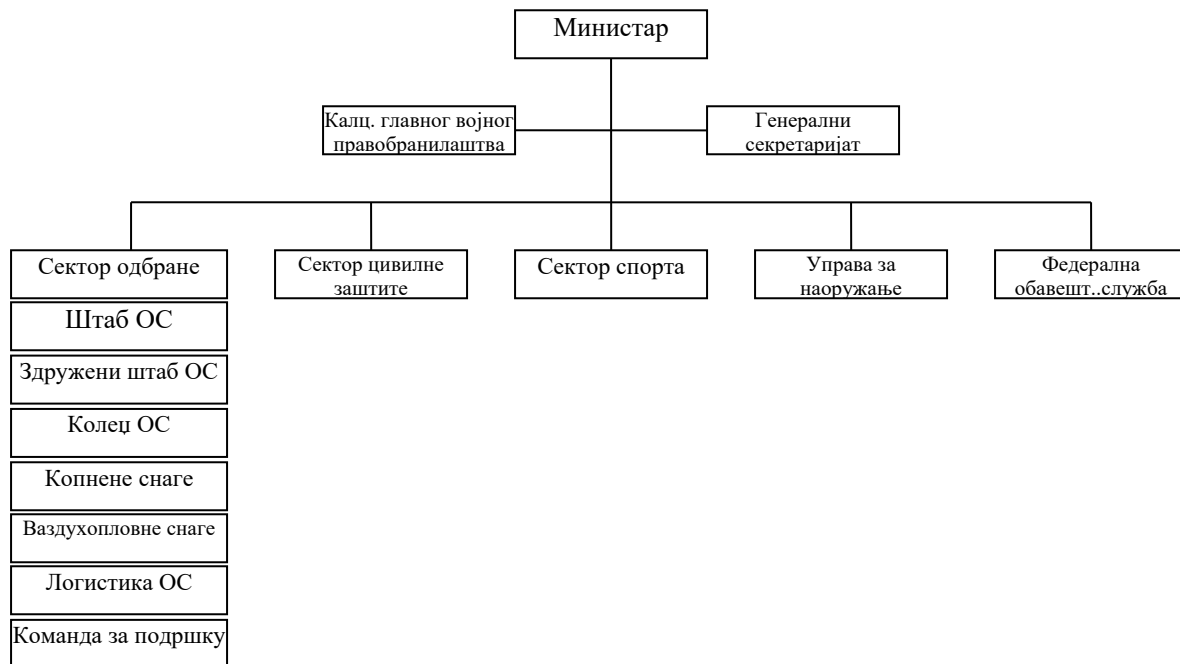 Министар
Калц. главног војног
правобранилаштва
Генерални
секретаријат
Сектор одбране
Сектор цивилне
заштите
Сектор спорта
Управа за
наоружање
Федерална
обавешт..служба
Штаб ОС
Здружени штаб ОС
Колеџ ОС
Копнене снаге
Ваздухопловне снаге
Логистика ОС
Команда за подршку